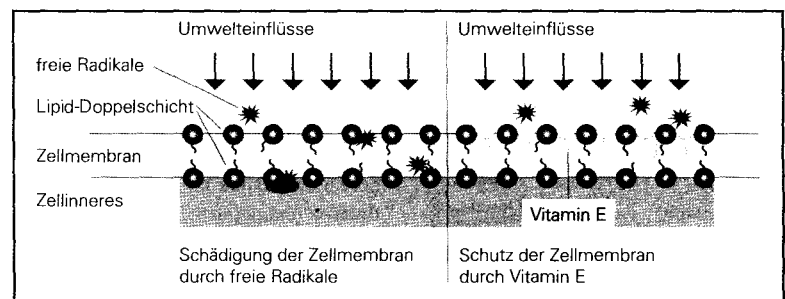 Umwelteinflüsse
Umwelteinflüsse
freie Radikale
Lipid-Doppelschicht
Zellmembran
Zellinneres
Vitamin E
Schädigung der Zellmembran
durch freie Radikale
Schutz der Zellmembran
durch Vitamin E